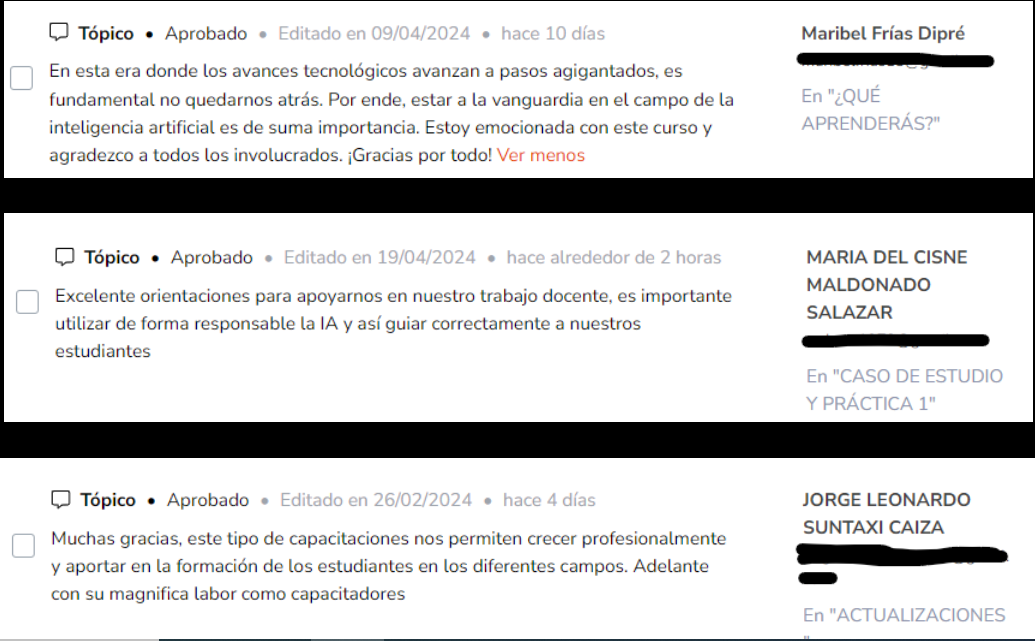 Tópico • Aprobado • Editado en 09/04/2024 • hace 10 días
En esta era donde los avances tecnológicos avanzan a pasos agigantados, es
fundamental no quedarnos atrás. Por ende, estar a la vanguardia en el campo de la
inteligencia artificial es de suma importancia. Estoy emocionada con este curso y
agradezco a todos los involucrados. ¡Gracias por todo! Ver menos
Maribel Frías Dipré
En "¿QUÉ
APRENDERÁS?"
Tópico • Aprobado • Editado en 19/04/2024 • hace alrededor de 2 horas
Excelente orientaciones para apoyarnos en nuestro trabajo docente, es importante
utilizar de forma responsable la IA y así guiar correctamente a nuestros
estudiantes
MARIA DEL CISNE
MALDONADO
SALAZAR
En "CASO DE ESTUDIO
Y PRÁCTICA 1"
Tópico • Aprobado • Editado en 26/02/2024 • hace 4 días
Muchas gracias, este tipo de capacitaciones nos permiten crecer profesionalmente
y aportar en la formación de los estudiantes en los diferentes campos. Adelante
con su magnifica labor como capacitadores
JORGE LEONARDO
SUNTAXI CAIZA
En "ACTUALIZACIONES
"